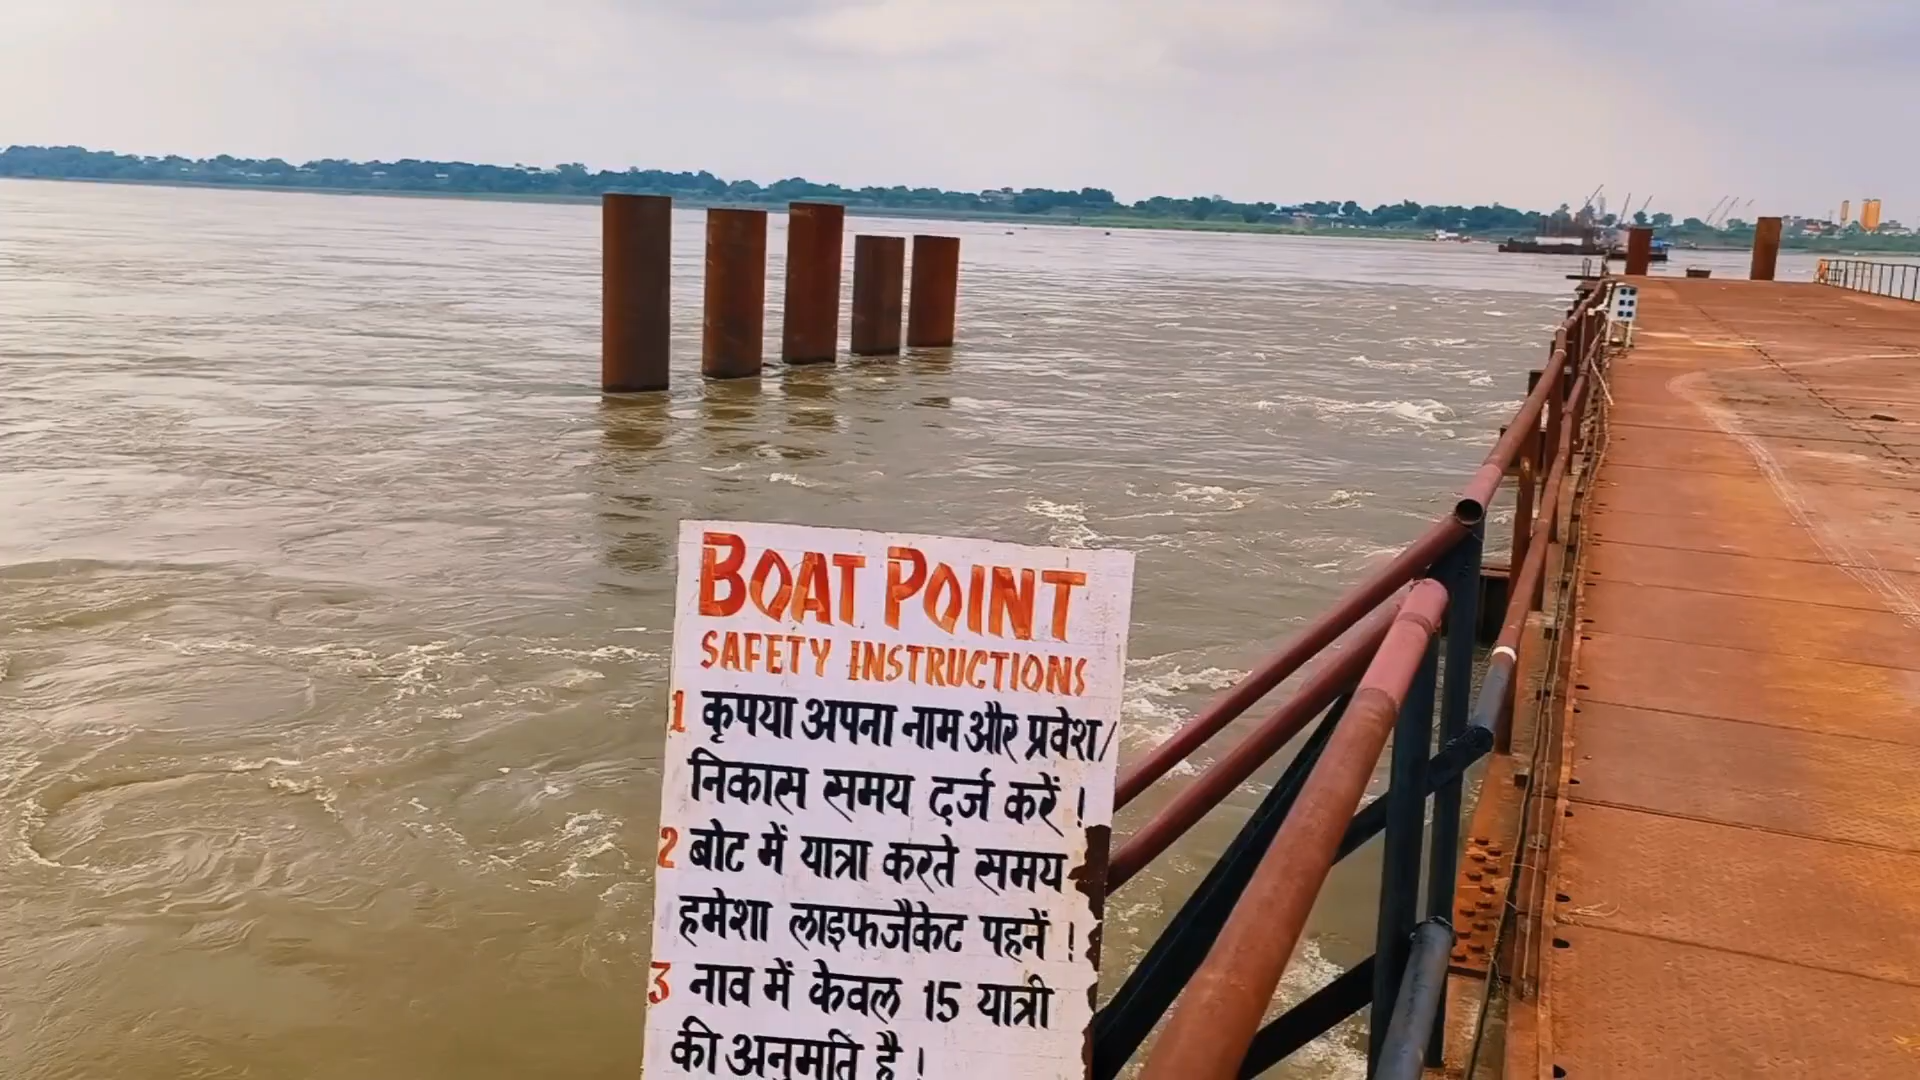 BOAT POINT
SAFETY INSTRUCTIONS
1 कृपया अपना नाम और प्रवेश/
निकास समय दर्ज करें !
2 बोट में यात्रा करते समय
हमेशा लाइफजैकेट पहनें !
3 नाव में केवल 15 यात्री
की अनुमति है !